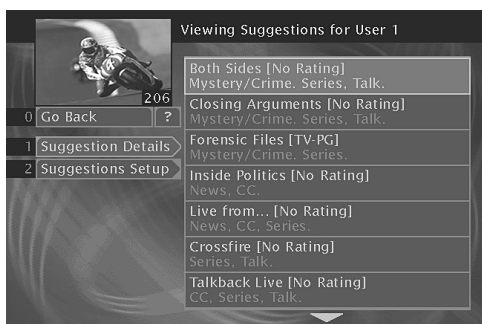 Viewing Suggestions for User 1
206
0 Go Back ?
1 Suggestion Details
2 Suggestions Setup
Both Sides [No Rating]
Mystery/Crime. Series, Talk.
Closing Arguments [No Rating]
Mystery/Crime. Series, Talk.
Forensic Files [TV-PG]
Mystery/Crime. Series.
Inside Politics [No Rating]
News, CC.
Live from... [No Rating]
News, CC, Series.
Crossfire [No Rating]
Series, Talk.
Talkback Live [No Rating]
CC, Series, Talk.